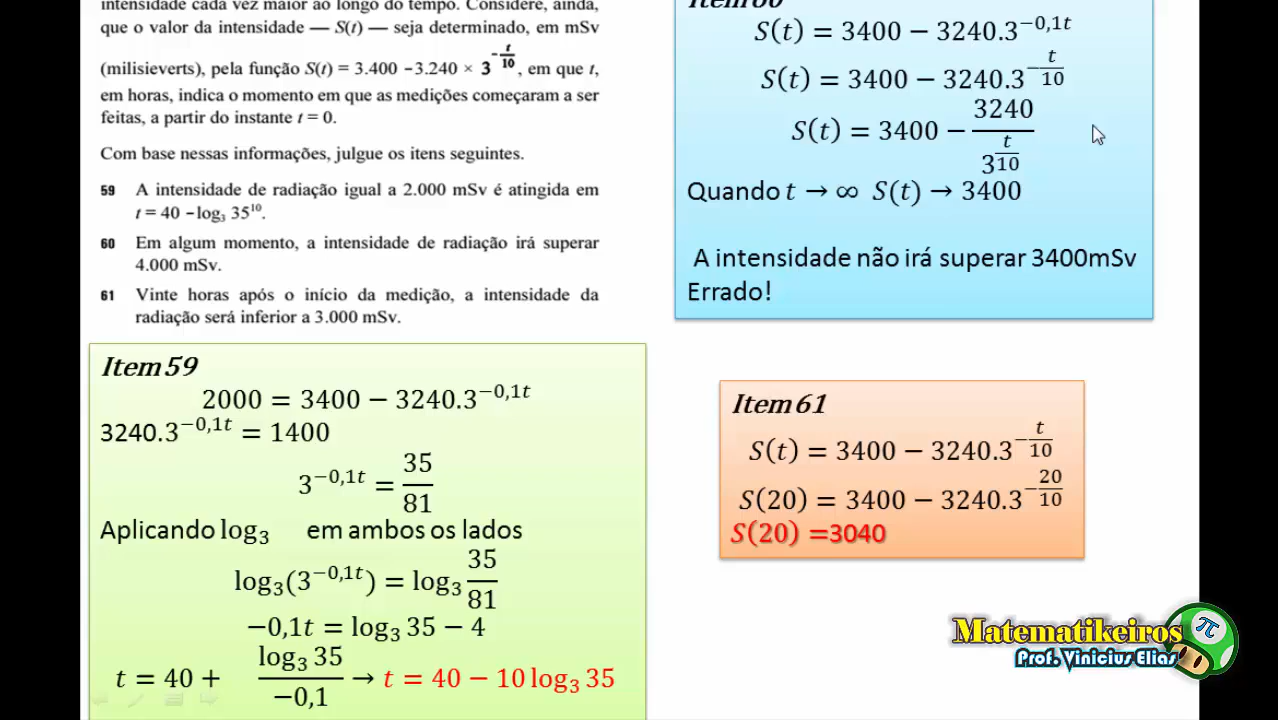 intensidade cada vez maior ao longo do tempo. Considere, ainda,
que o valor da intensidade — S(t) — seja determinado, em mSv
(milisieverts), pela função S(t) = 3.400 –3.240 × 3^(-t/10), em que t,
em horas, indica o momento em que as medições começaram a ser
feitas, a partir do instante t = 0.
Com base nessas informações, julgue os itens seguintes.
59 A intensidade de radiação igual a 2.000 mSv é atingida em
t = 40 – log₃ 35¹⁰.
60 Em algum momento, a intensidade de radiação irá superar
4.000 mSv.
61 Vinte horas após o início da medição, a intensidade da
radiação será inferior a 3.000 mSv.
Item 59
2000 = 3400 − 3240.3^(−0,1t)
3240.3^(−0,1t) = 1400
3^(−0,1t) = 35/81
Aplicando log₃ em ambos os lados
log₃(3^(−0,1t)) = log₃ 35/81
−0,1t = log₃ 35 − 4
t = 40 + log₃ 35/−0,1 → t = 40 − 10 log₃ 35
Item60
S(t) = 3400 − 3240.3^(−0,1t)
S(t) = 3400 − 3240.3^(−t/10)
S(t) = 3400 − 3240/3^(t/10)
Quando t → ∞ S(t) → 3400
A intensidade não irá superar 3400mSv
Errado!
Item 61
S(t) = 3400 − 3240.3^(−t/10)
S(20) = 3400 − 3240.3^(−20/10)
S(20) =3040
Matematikeiros
Prof. Vinicius Elias
π